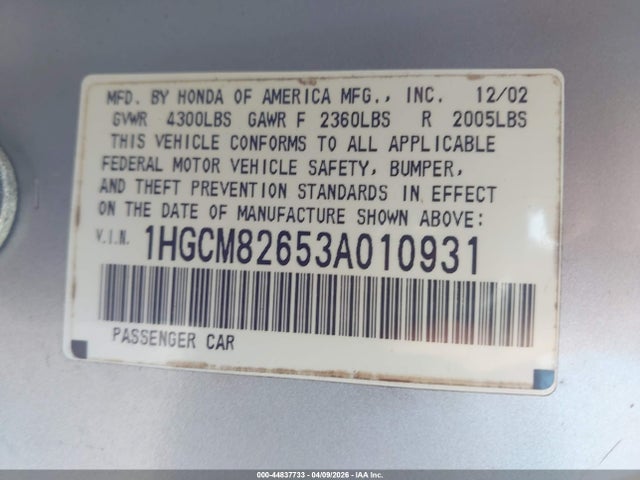 MFD. BY HONDA OF AMERICA MFG., INC. 12/02
GVWR 4300LBS GAWR F 2360LBS R 2005LBS
THIS VEHICLE CONFORMS TO ALL APPLICABLE
FEDERAL MOTOR VEHICLE SAFETY, BUMPER,
AND THEFT PREVENTION STANDARDS IN EFFECT
ON THE DATE OF MANUFACTURE SHOWN ABOVE:
V.I.N. 1HGCM82653A010931
PASSENGER CAR
000-44837733 - 04/09/2026 - IAA Inc.